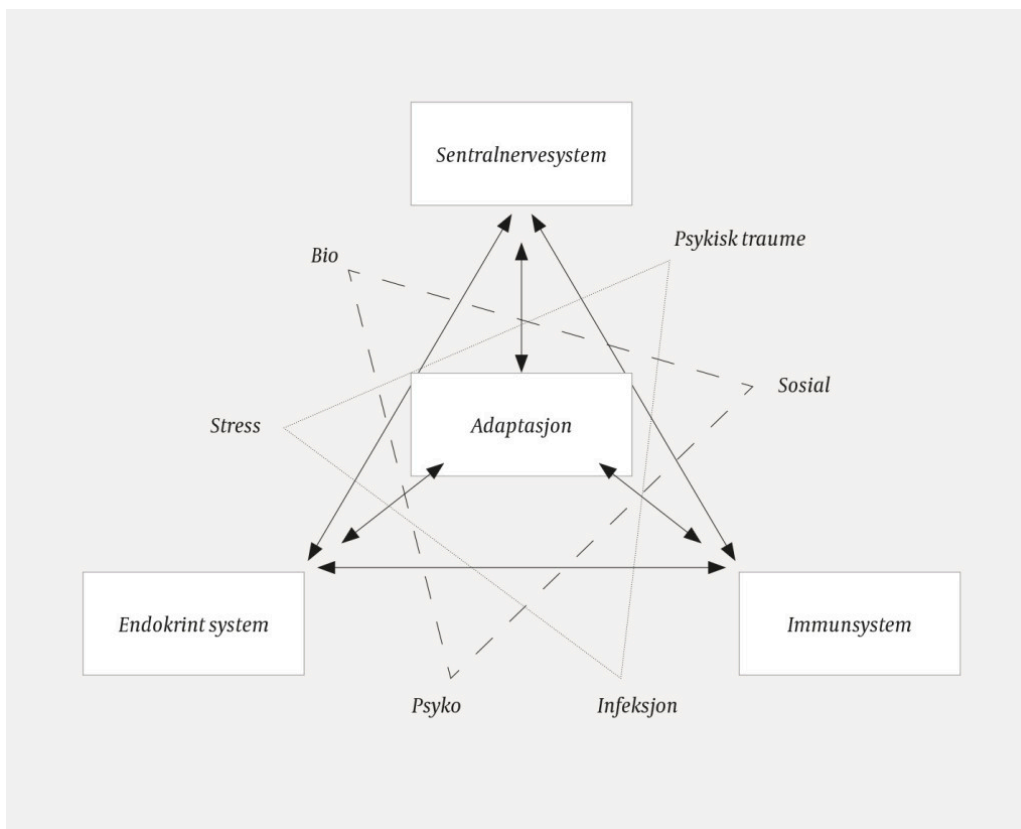 Sentralnervesystem
Psykisk traume
Bio
Sosial
Stress
Adaptasjon
Endokrint system
Immunsystem
Psyko
Infeksjon